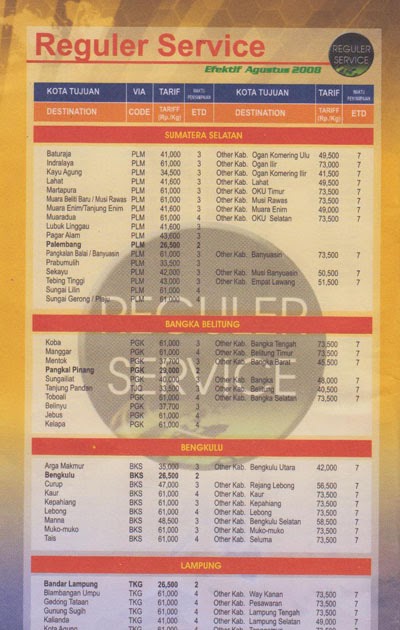 Reguler Service
REGULER
SERVICE
Efektif Agustus 2008
KOTA TUJUAN VIA TARIF WAKTU PENYERAHAN KOTA TUJUAN TARIF WAKTU PENYERAHAN
DESTINATION CODE TARIFF (Rp./Kg) ETD DESTINATION TARIFF (Rp./Kg) ETD
SUMATERA SELATAN
Baturaja PLM 41,000 3 Other Kab. Ogan Komering Ulu 49,500 7
Indralaya PLM 61,000 3 Other Kab. Ogan Ilir 73,000 7
Kayu Agung PLM 34,500 3 Other Kab. Ogan Komering Ilir 41,500 7
Lahat PLM 41,600 3 Other Kab. Lahat 49,500 7
Martapura PLM 61,000 3 Other Kab. OKU Timur 73,500 7
Muara Beliti Baru / Musi Rawas PLM 61,000 3 Other Kab. Musi Rawas 73,500 7
Muara Enim/Tanjung Enim PLM 41,600 3 Other Kab. Muara Enim 49,000 7
Muaradua PLM 61,000 4 Other Kab. OKU Selatan 73,500 7
Lubuk Linggau PLM 41,600 3
Pagar Alam PLM 43,600 3
Palembang PLM 26,500 2
Pangkalan Balai / Banyuasin PLM 61,000 3 Other Kab. Banyuasin 73,500 7
Prabumulih PLM 33,500 3
Sekayu PLM 42,000 3 Other Kab. Musi Banyuasin 50,500 7
Tebing Tinggi PLM 43,000 3 Other Kab. Empat Lawang 51,500 7
Sungai Lilin PLM 61,000 4
Sungai Gerong / Plaju PLM 61,000 4
REGULER
SERVICE
BANGKA BELITUNG
Koba PGK 61,000 3 Other Kab. Bangka Tengah 73,500 7
Manggar PGK 61,000 4 Other Kab. Belitung Timur 73,500 7
Mentok PGK 37,700 3 Other Kab. Bangka Barat 45,500 7
Pangkal Pinang PGK 29,000 2
Sungailiat PGK 40,000 Other Kab. Bangka 48,000 7
Tanjung Pandan TJQ 33,500 Other Kab. Belitung 40,500 7
Toboali PGK 61,000 4 Other Kab. Bangka Selatan 73,500 7
Belinyu PGK 37,700 3
Jebus PGK 61,000 4
Kelapa PGK 61,000 4
BENGKULU
Arga Makmur BKS 35,000 3 Other Kab. Bengkulu Utara 42,000 7
Bengkulu BKS 26,500 2
Curup BKS 47,000 3 Other Kab. Rejang Lebong 56,500 7
Kaur BKS 61,000 4 Other Kab. Kaur 73,500 7
Kepahiang BKS 61,000 3 Other Kab. Kepahiang 73,500 7
Lebong BKS 61,000 4 Other Kab. Lebong 73,500 7
Manna BKS 48,500 3 Other Kab. Bengkulu Selatan 58,500 7
Muko-muko BKS 61,000 3 Other Kab. Muko-muko 73,500 7
Tais BKS 61,000 4 Other Kab. Seluma 73,500 7
LAMPUNG
Bandar Lampung TKG 26,500 2
Blambangan Umpu TKG 61,000 4 Other Kab. Way Kanan 73,500 7
Gedong Tataan TKG 61,000 4 Other Kab. Pesawaran 73,500 7
Gunung Sugih TKG 61,000 4 Other Kab. Lampung Tengah 73,500 7
Kalianda TKG 41,000 4 Other Kab. Lampung Selatan 49,000 7
Kota Agung TKG 61,000